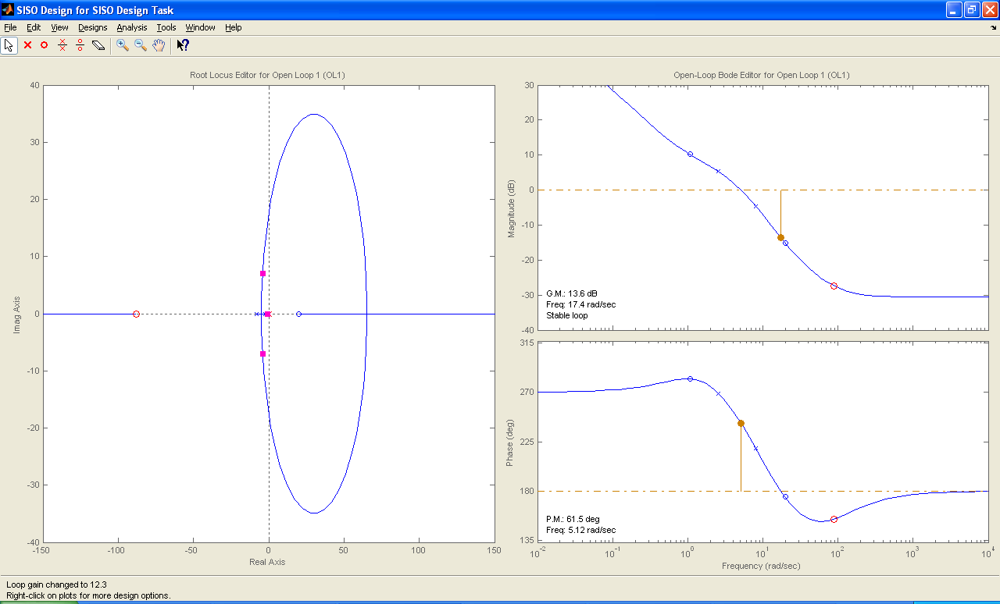 SISO Design for SISO Design Task
File Edit View Designs Analysis Tools Window Help
Root Locus Editor for Open Loop 1 (OL1)
40
30
20
10
0
-10
-20
-30
-40
Imag Axis
-150 -100 -50 0 50 100 150
Real Axis
Open-Loop Bode Editor for Open Loop 1 (OL1)
30
20
10
0
-10
-20
-30
-40
Magnitude (dB)
G.M.: 13.6 dB
Freq: 17.4 rad/sec
Stable loop
315
270
225
180
135
Phase (deg)
P.M.: 61.5 deg
Freq: 5.12 rad/sec
10^-2 10^-1 10^0 10^1 10^2 10^3 10^4
Frequency (rad/sec)
Loop gain changed to 12.3
Right-click on plots for more design options.